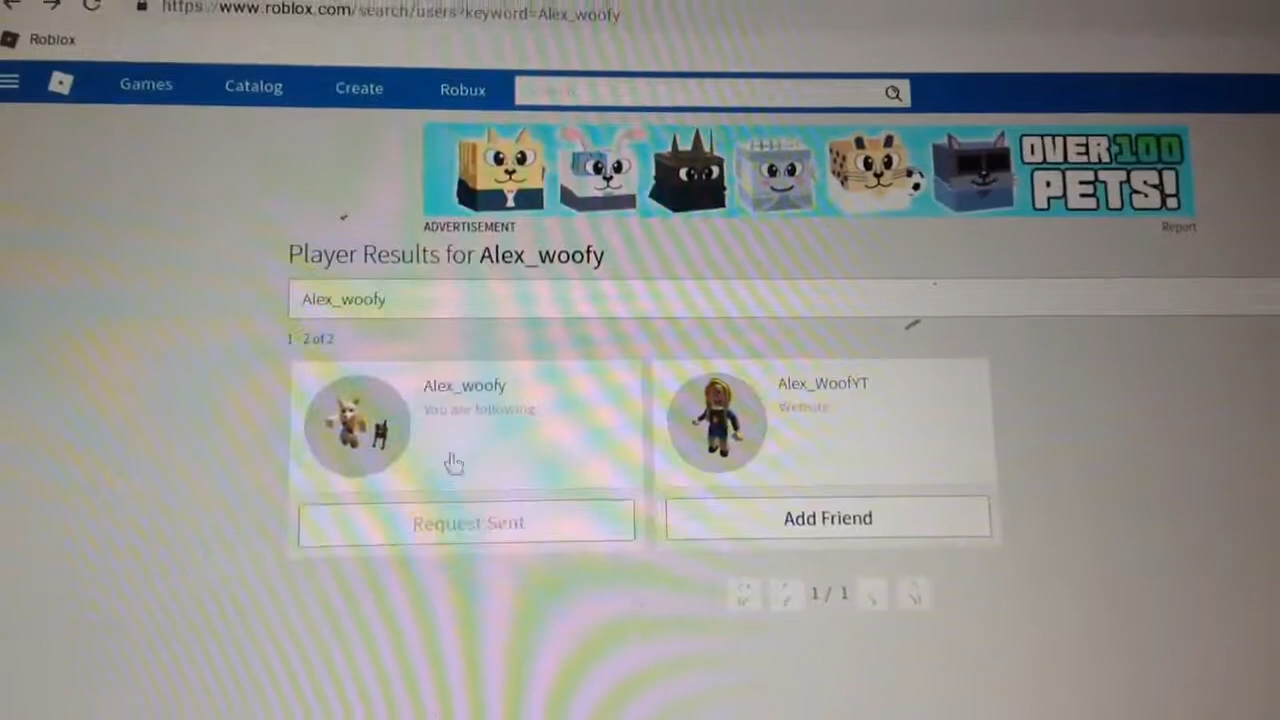 https://www.roblox.com/search/users?keyword=Alex_woofy
Roblox
Games Catalog Create Robux
OVER 100
PETS!
ADVERTISEMENT
Report
Player Results for Alex_woofy
Alex_woofy
1 - 2 of 2
Alex_woofy
You are following
Request Sent
Alex_WoofYT
Website
Add Friend
1 / 1